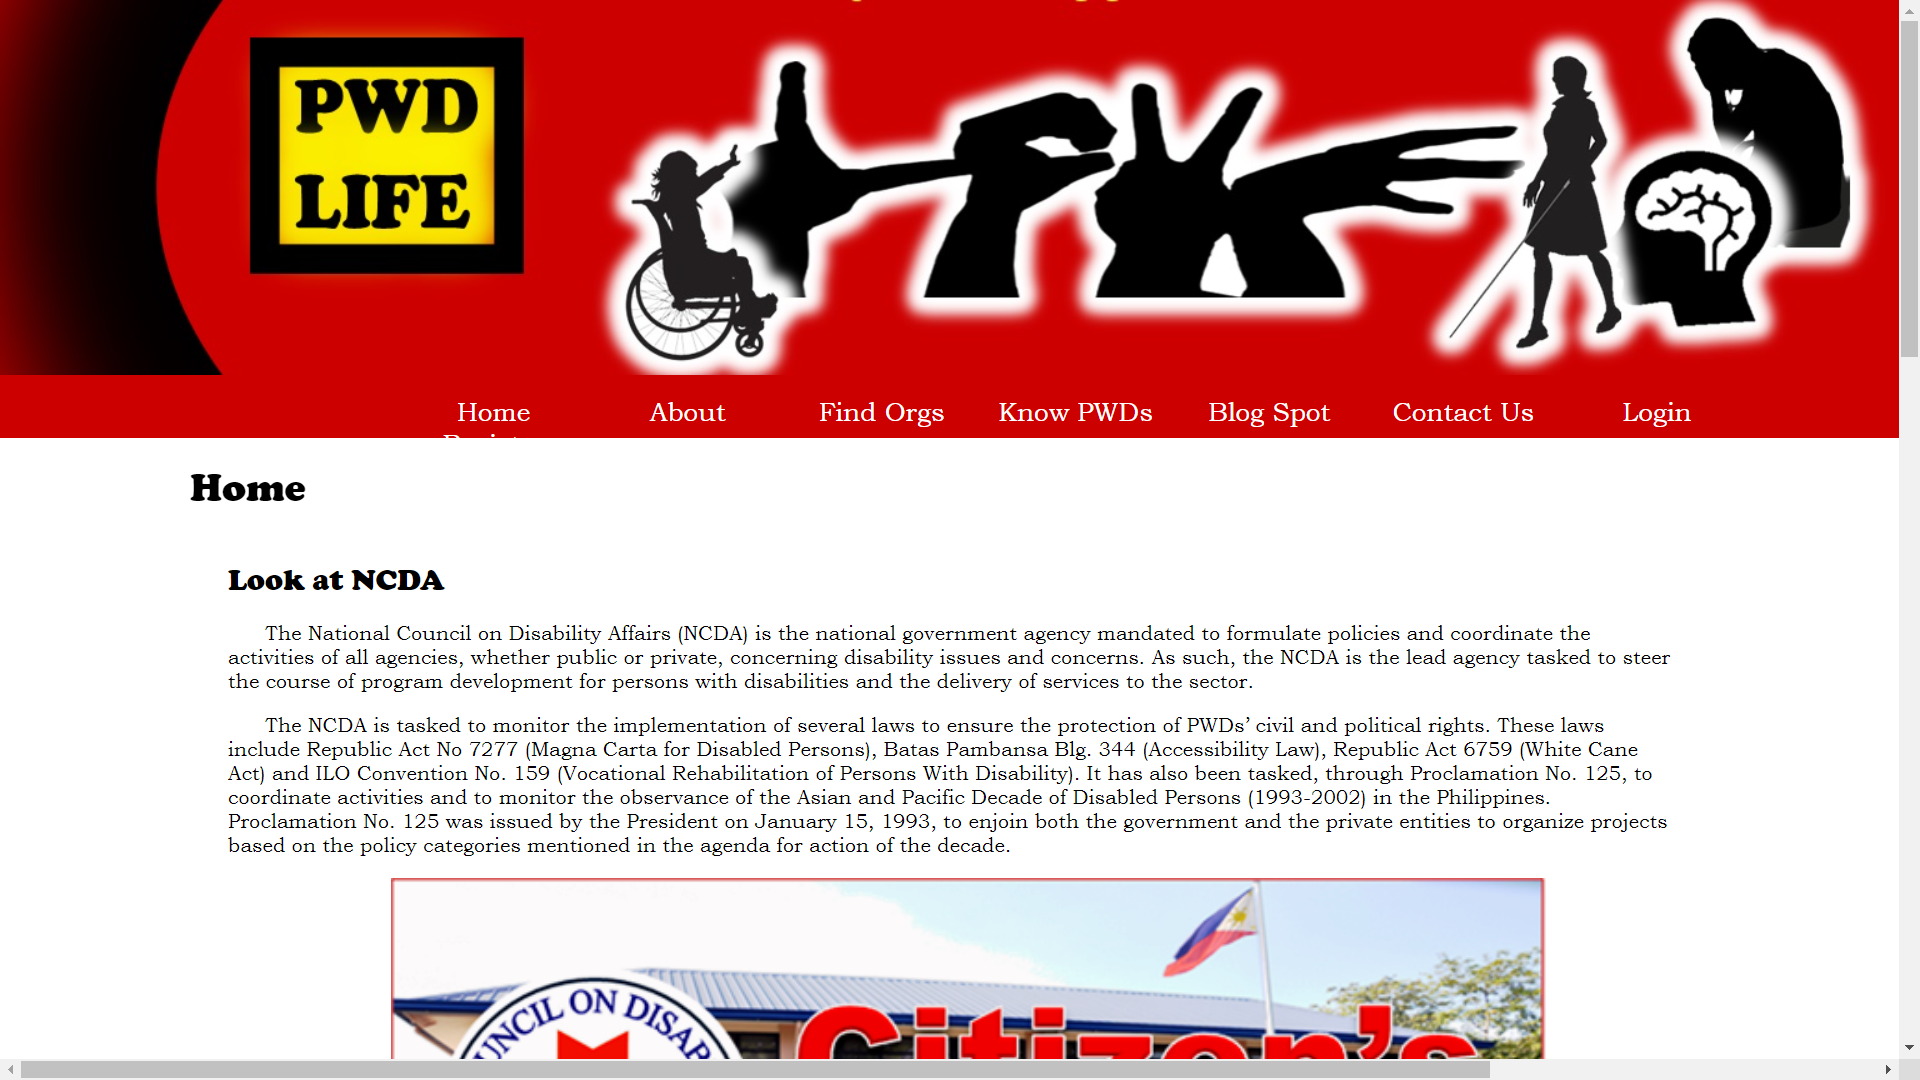 PWD
LIFE
Home About Find Orgs Know PWDs Blog Spot Contact Us Login
Home
Look at NCDA
The National Council on Disability Affairs (NCDA) is the national government agency mandated to formulate policies and coordinate the
activities of all agencies, whether public or private, concerning disability issues and concerns. As such, the NCDA is the lead agency tasked to steer
the course of program development for persons with disabilities and the delivery of services to the sector.
The NCDA is tasked to monitor the implementation of several laws to ensure the protection of PWDs’ civil and political rights. These laws
include Republic Act No 7277 (Magna Carta for Disabled Persons), Batas Pambansa Blg. 344 (Accessibility Law), Republic Act 6759 (White Cane
Act) and ILO Convention No. 159 (Vocational Rehabilitation of Persons With Disability). It has also been tasked, through Proclamation No. 125, to
coordinate activities and to monitor the observance of the Asian and Pacific Decade of Disabled Persons (1993-2002) in the Philippines.
Proclamation No. 125 was issued by the President on January 15, 1993, to enjoin both the government and the private entities to organize projects
based on the policy categories mentioned in the agenda for action of the decade.
ON
Citizen's